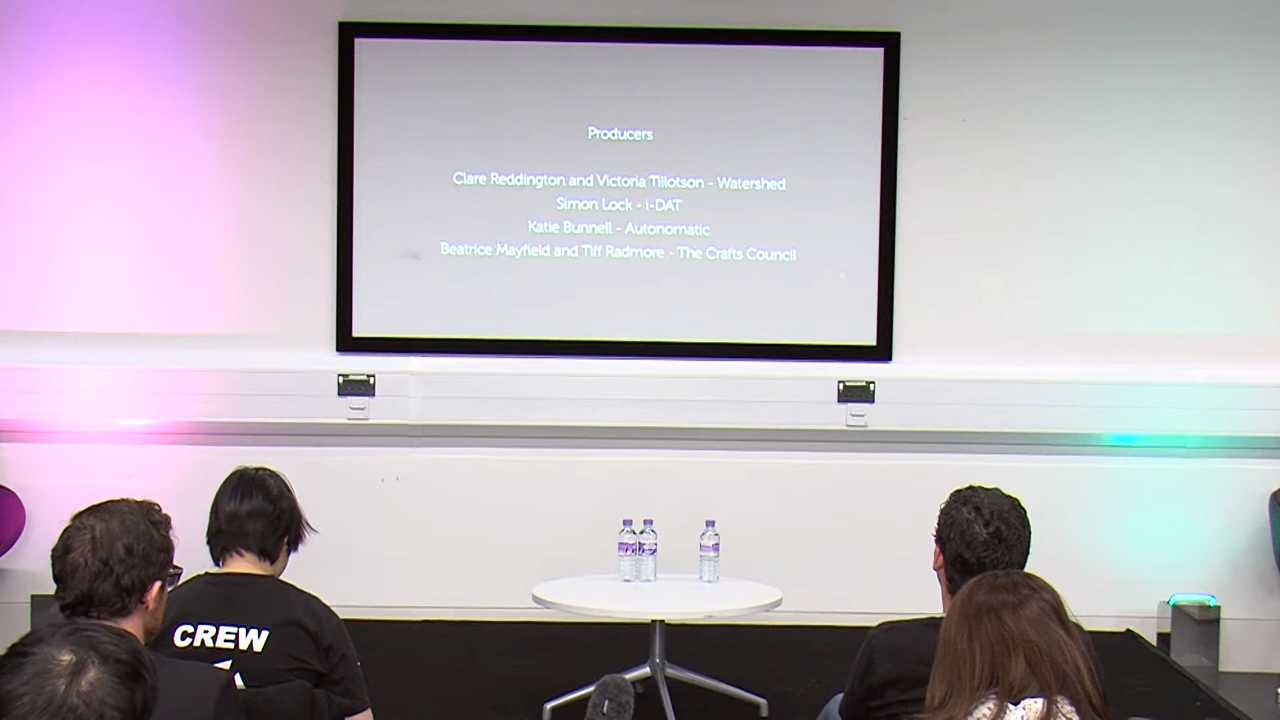 Producers
Clare Reddington and Victoria Tillotson - Watershed
Simon Lock - i-DAT
Katie Bunnell - Autonomatic
Beatrice Mayfield and Tiff Radmore - The Crafts Council
CREW